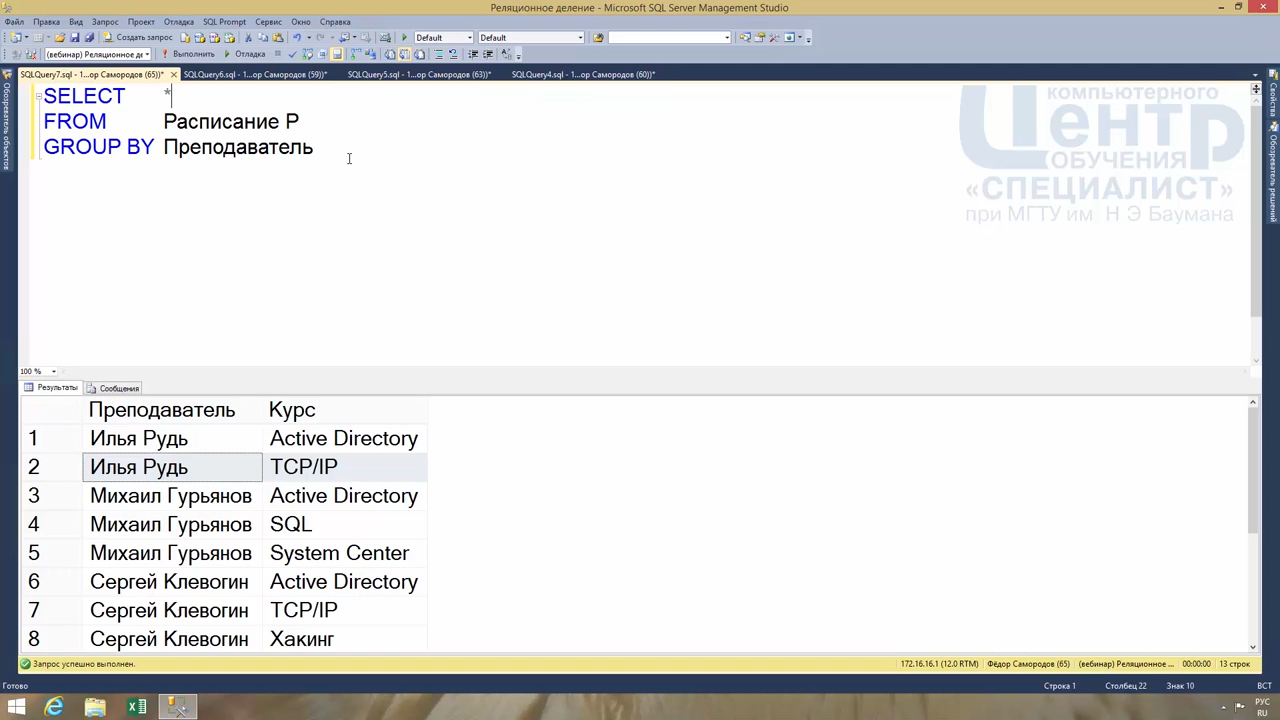 Реляционное деление - Microsoft SQL Server Management Studio
Файл Правка Вид Запрос Проект Отладка SQL Prompt Сервис Окно Справка
Создать запрос Default Default
(вебинар) Реляционное дел Выполнить Отладка
SQLQuery7.sql - 1...ор Самородов (65))* SQLQuery6.sql - 1...ор Самородов (59))* SQLQuery5.sql - 1...ор Самородов (63))* SQLQuery4.sql - 1...ор Самородов (60))*
Обозреватель объектов
Свойства
Обозреватель решений
SELECT *
FROM Расписание Р
GROUP BY Преподаватель
компьютерного
Центр
ОБУЧЕНИЯ
«СПЕЦИАЛИСТ»
при МГТУ им. Н Э Баумана
100 %
Результаты Сообщения
Преподаватель Курс
1 Илья Рудь Active Directory
2 Илья Рудь TCP/IP
3 Михаил Гурьянов Active Directory
4 Михаил Гурьянов SQL
5 Михаил Гурьянов System Center
6 Сергей Клевогин Active Directory
7 Сергей Клевогин TCP/IP
8 Сергей Клевогин Хакинг
Запрос успешно выполнен. 172.16.16.1 (12.0 RTM) Фёдор Самородов (65) (вебинар) Реляционное ... 00:00:00 13 строк
Готово Строка 1 Столбец 22 Знак 10 ВСТ
РУС
RU